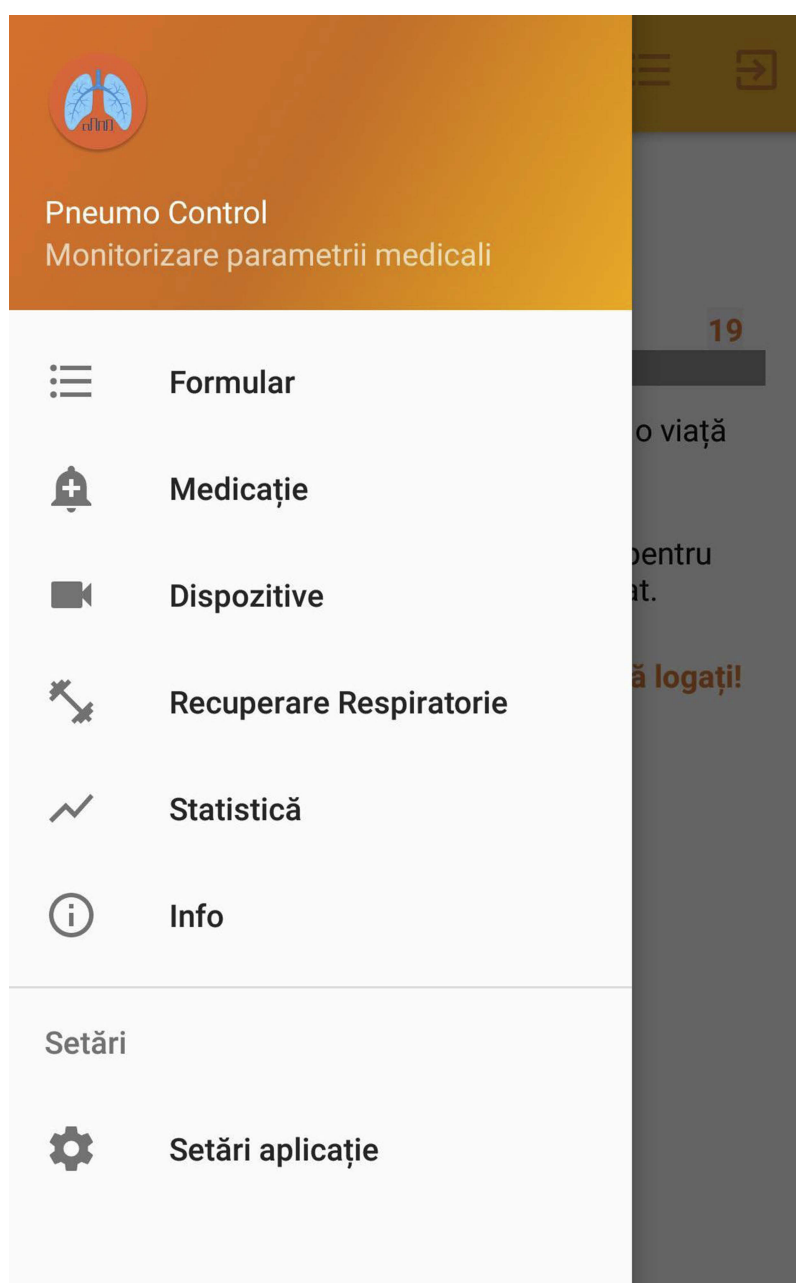 Pneumo Control
Monitorizare parametrii medicali
19
Formular
o viață
Medicație
pentru
Dispozitive
at.
ă logați!
Recuperare Respiratorie
Statistică
Info
Setări
Setări aplicație